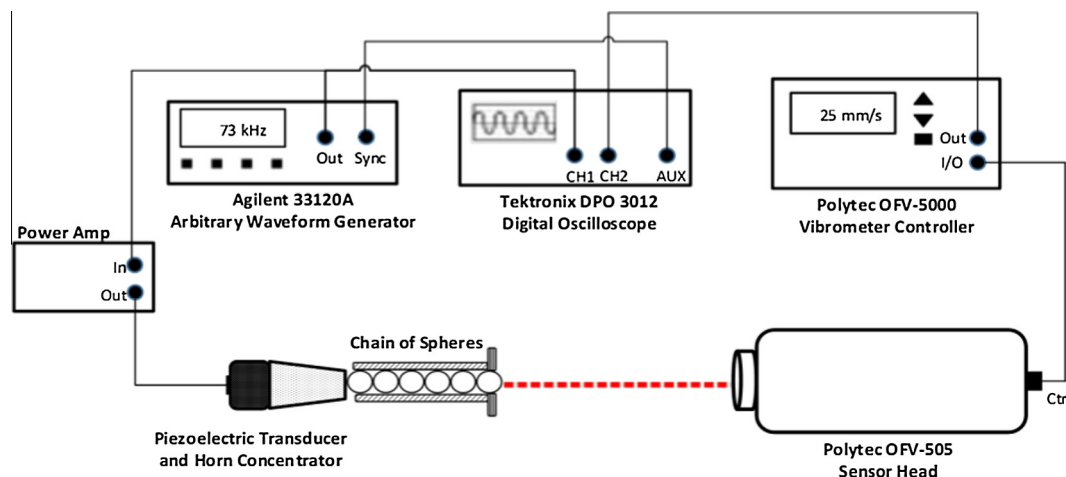 73 kHz
Out Sync
Agilent 33120A
Arbitrary Waveform Generator
CH1 CH2 AUX
Tektronix DPO 3012
Digital Oscilloscope
25 mm/s
Out
I/O
Polytec OFV-5000
Vibrometer Controller
Power Amp
In
Out
Chain of Spheres
Piezoelectric Transducer
and Horn Concentrator
Ctr
Polytec OFV-505
Sensor Head